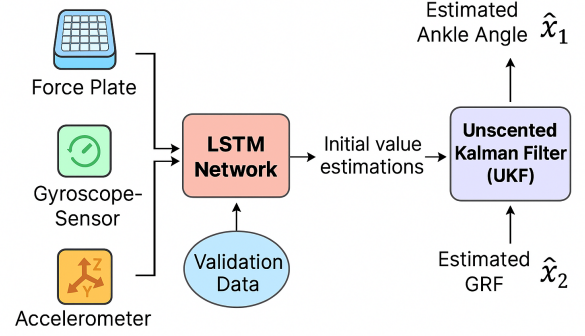 Force Plate
Gyroscope-
Sensor
Z
Y
Accelerometer
LSTM
Network
Validation
Data
Initial value
estimations
Estimated
Ankle Angle x̂₁
Unscented
Kalman Filter
(UKF)
Estimated
GRF x̂₂